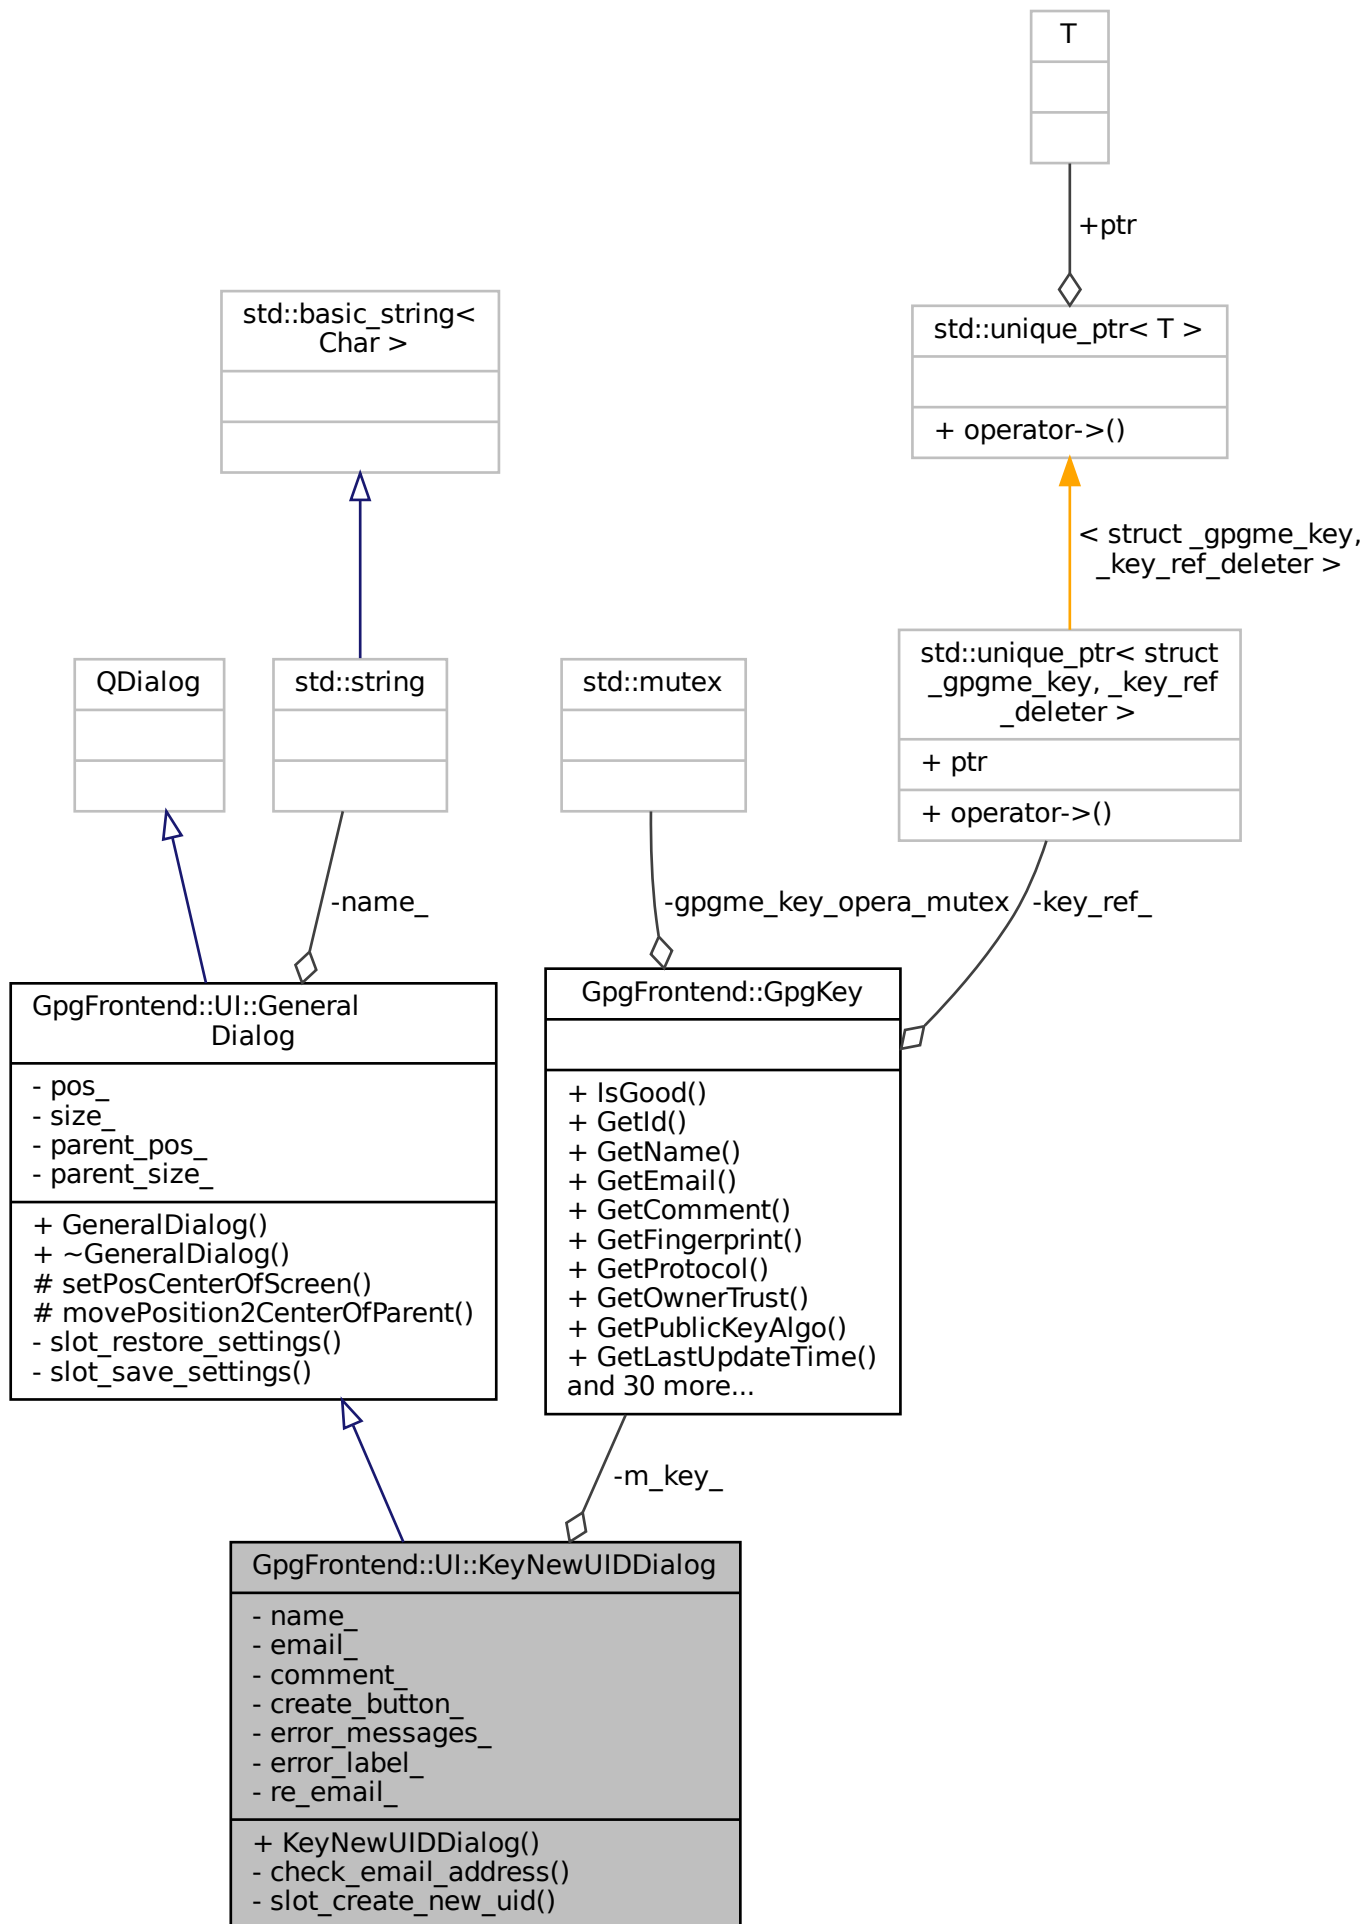 T
+ptr
std::basic_string<
Char >
std::unique_ptr< T >
+ operator->()
< struct _gpgme_key,
_key_ref_deleter >
QDialog
std::string
std::mutex
std::unique_ptr< struct
_gpgme_key, _key_ref
_deleter >
+ ptr
+ operator->()
-name_
-gpgme_key_opera_mutex
-key_ref_
GpgFrontend::UI::General
Dialog
- pos_
- size_
- parent_pos_
- parent_size_
+ GeneralDialog()
+ ~GeneralDialog()
# setPosCenterOfScreen()
# movePosition2CenterOfParent()
- slot_restore_settings()
- slot_save_settings()
GpgFrontend::GpgKey
+ IsGood()
+ GetId()
+ GetName()
+ GetEmail()
+ GetComment()
+ GetFingerprint()
+ GetProtocol()
+ GetOwnerTrust()
+ GetPublicKeyAlgo()
+ GetLastUpdateTime()
and 30 more...
-m_key_
GpgFrontend::UI::KeyNewUIDDialog
- name_
- email_
- comment_
- create_button_
- error_messages_
- error_label_
- re_email_
+ KeyNewUIDDialog()
- check_email_address()
- slot_create_new_uid()